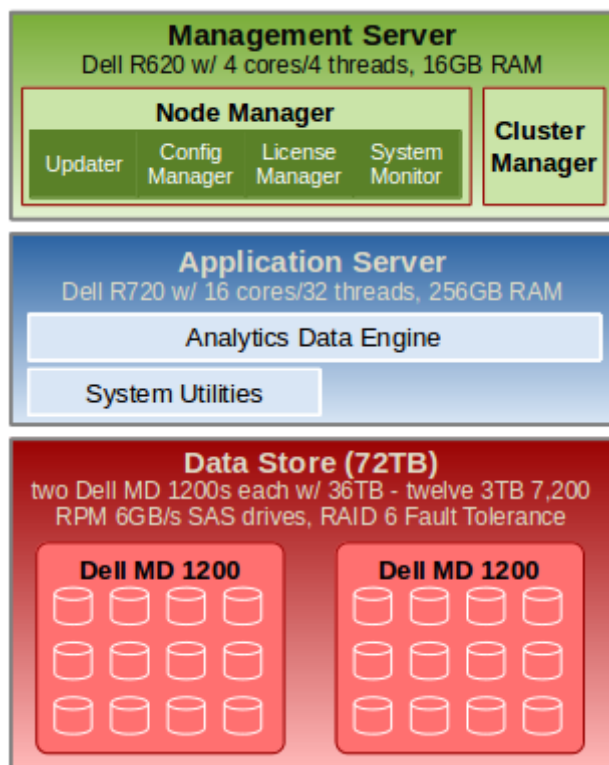 Management Server
Dell R620 w/ 4 cores/4 threads, 16GB RAM
Node Manager
Updater
Config
Manager
License
Manager
System
Monitor
Cluster
Manager
Application Server
Dell R720 w/ 16 cores/32 threads, 256GB RAM
Analytics Data Engine
System Utilities
Data Store (72TB)
two Dell MD 1200s each w/ 36TB - twelve 3TB 7,200
RPM 6GB/s SAS drives, RAID 6 Fault Tolerance
Dell MD 1200
Dell MD 1200